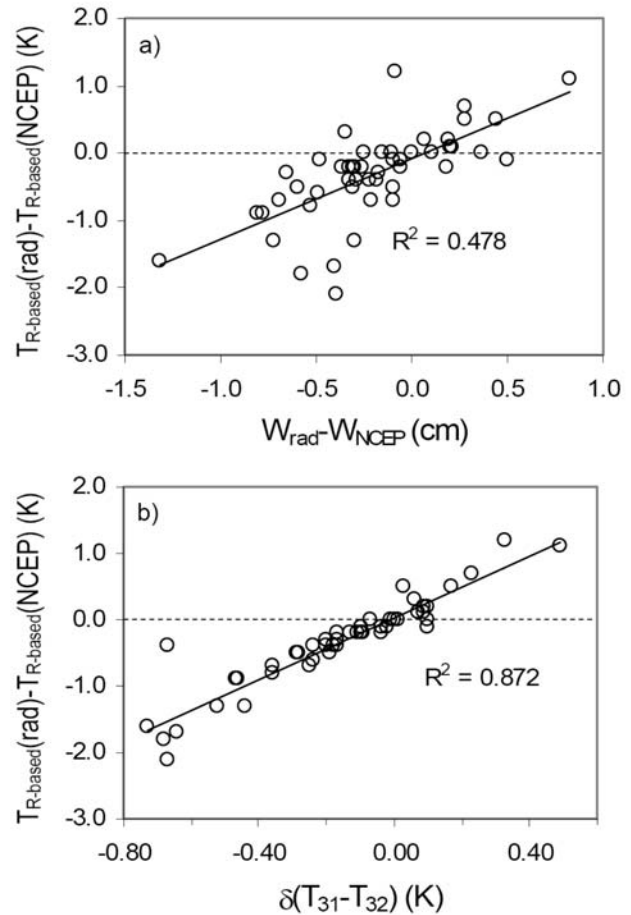 a)
T_R-based(rad)-T_R-based(NCEP) (K)
2.0
1.0
0.0
-1.0
-2.0
-3.0
R² = 0.478
-1.5 -1.0 -0.5 0.0 0.5 1.0
W_rad-W_NCEP (cm)
b)
T_R-based(rad)-T_R-based(NCEP) (K)
2.0
1.0
0.0
-1.0
-2.0
-3.0
R² = 0.872
-0.80 -0.40 0.00 0.40
δ(T₃₁-T₃₂) (K)